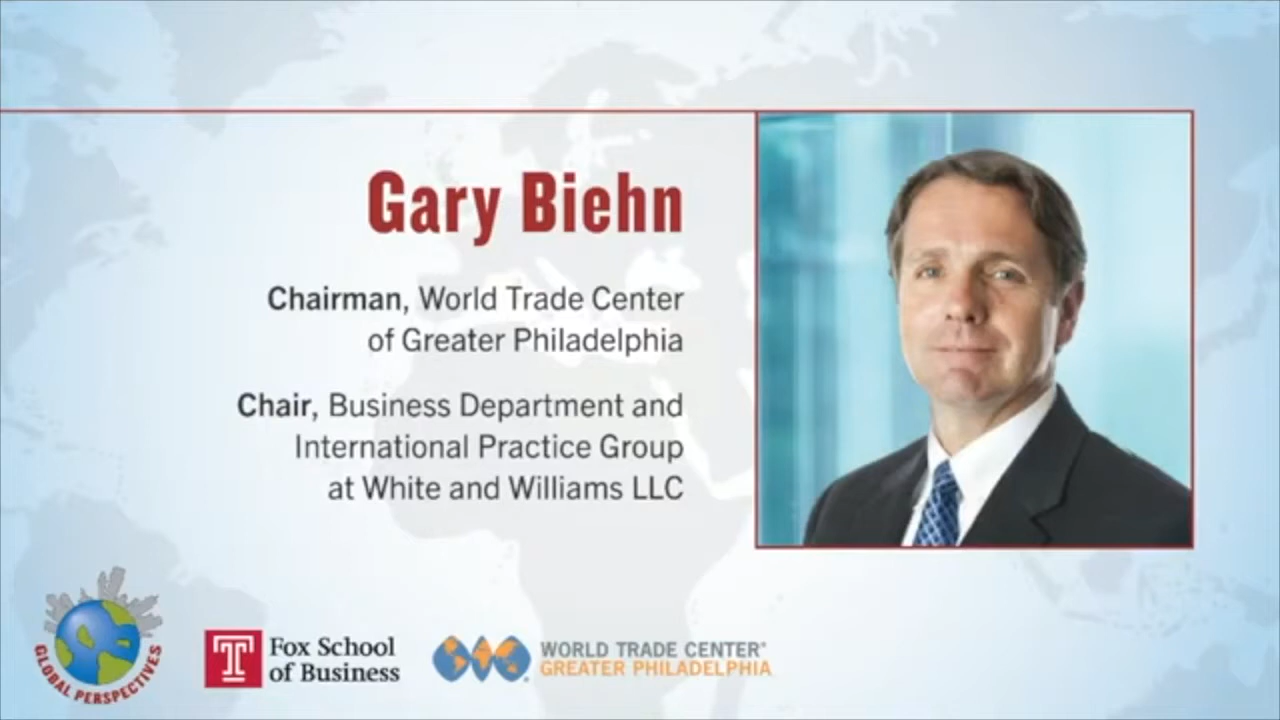 Gary Biehn
Chairman, World Trade Center
of Greater Philadelphia
Chair, Business Department and
International Practice Group
at White and Williams LLC
GLOBAL PERSPECTIVES
T
Fox School
of Business
WORLD TRADE CENTER®
GREATER PHILADELPHIA